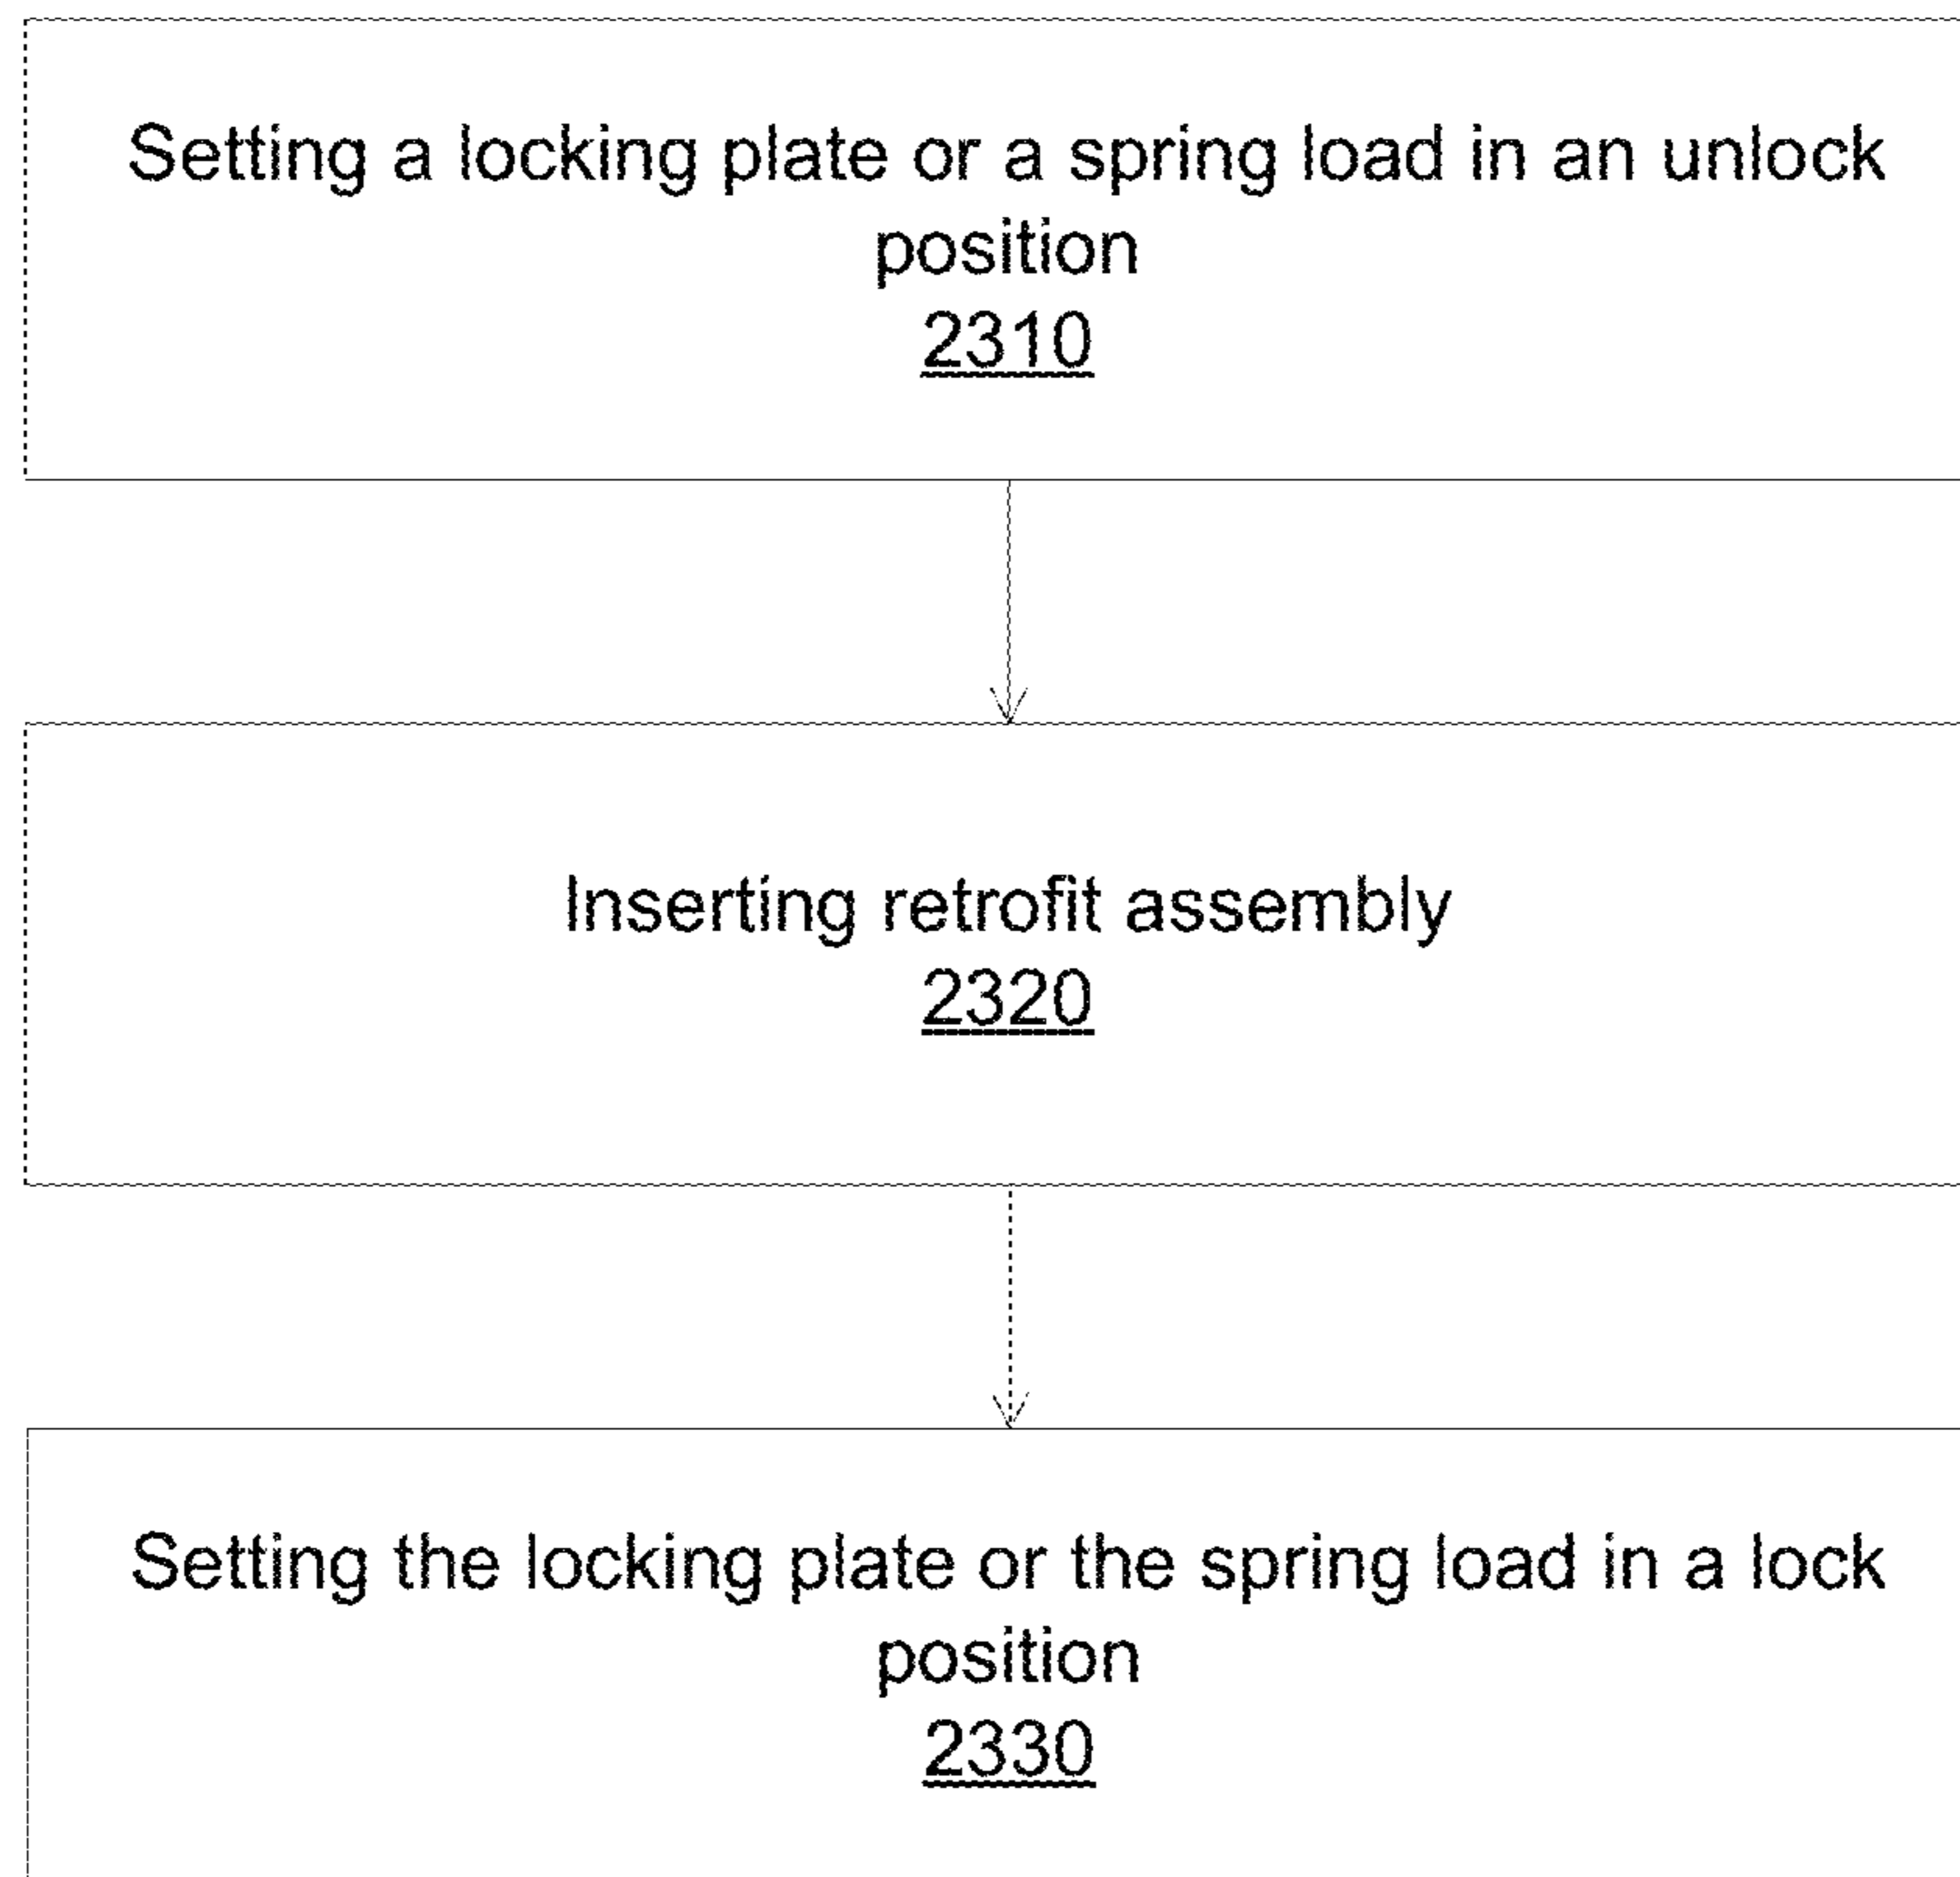 Setting a locking plate or a spring load in an unlock
position
2310
Inserting retrofit assembly
2320
Setting the locking plate or the spring load in a lock
position
2330